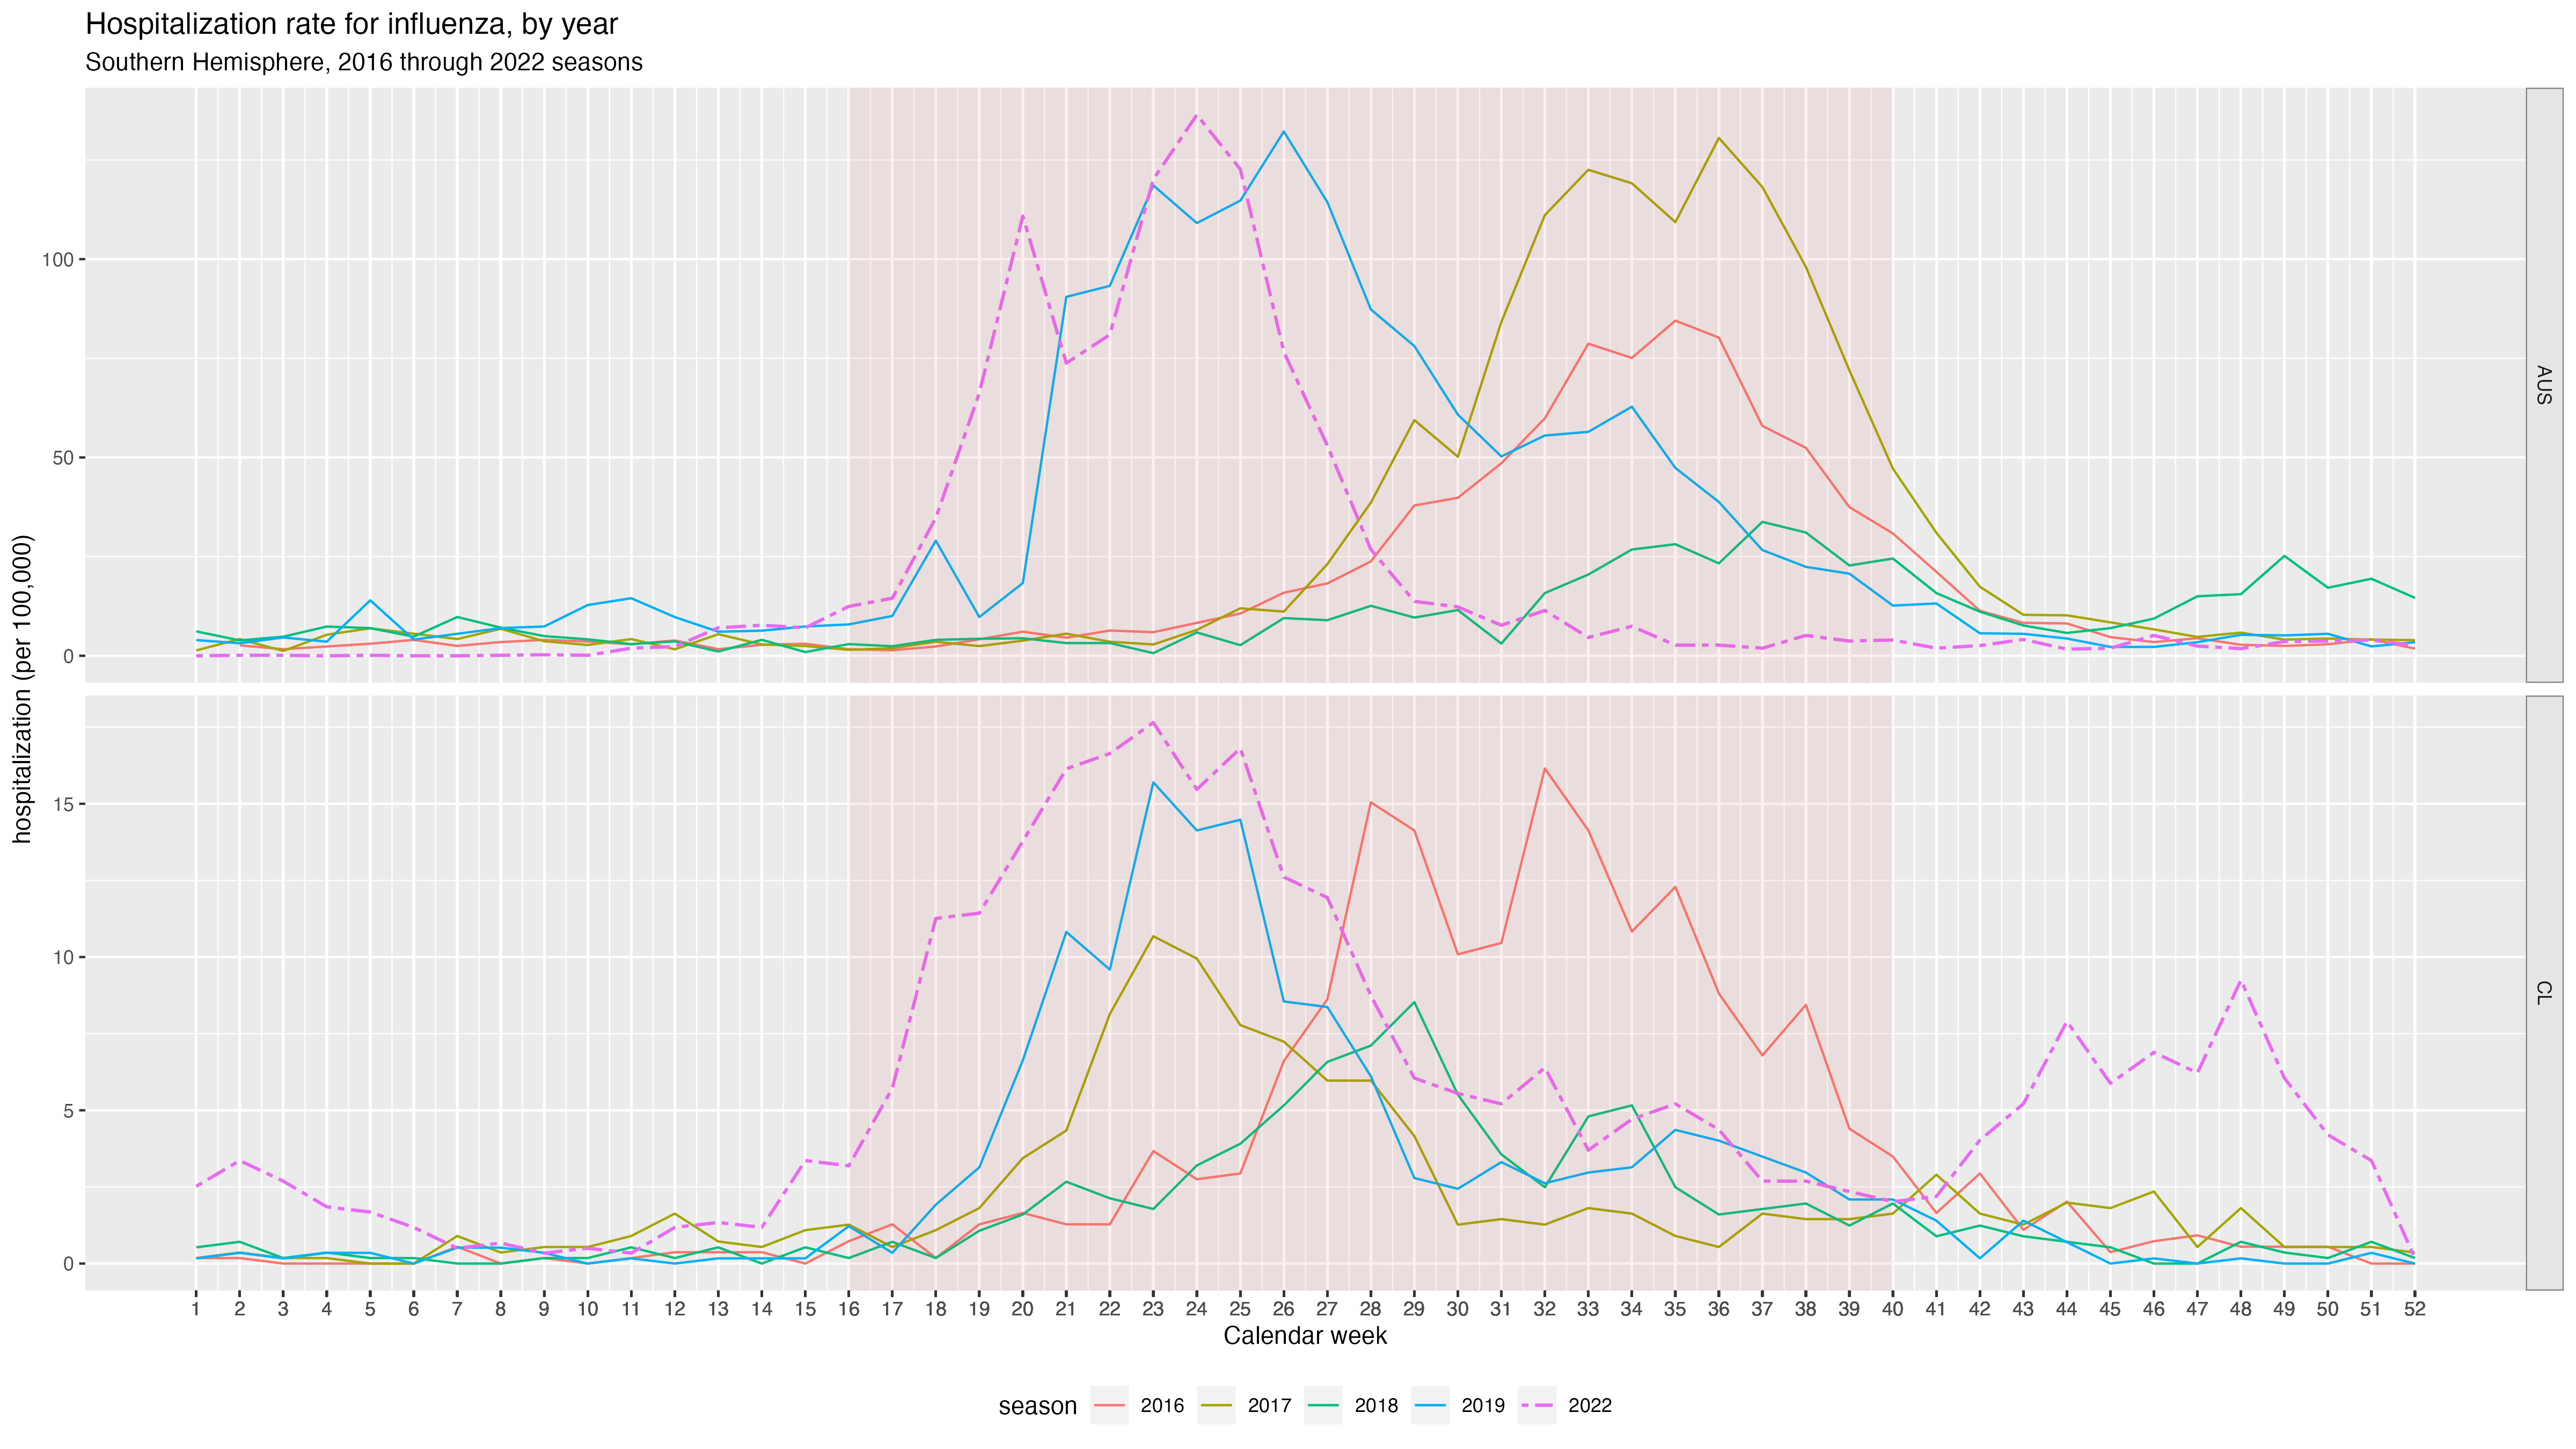 Hospitalization rate for influenza, by year
Southern Hemisphere, 2016 through 2022 seasons
hospitalization (per 100,000)
100
50
0
AUS
15
10
5
0
CL
1 2 3 4 5 6 7 8 9 10 11 12 13 14 15 16 17 18 19 20 21 22 23 24 25 26 27 28 29 30 31 32 33 34 35 36 37 38 39 40 41 42 43 44 45 46 47 48 49 50 51 52
Calendar week
season 2016 2017 2018 2019 2022